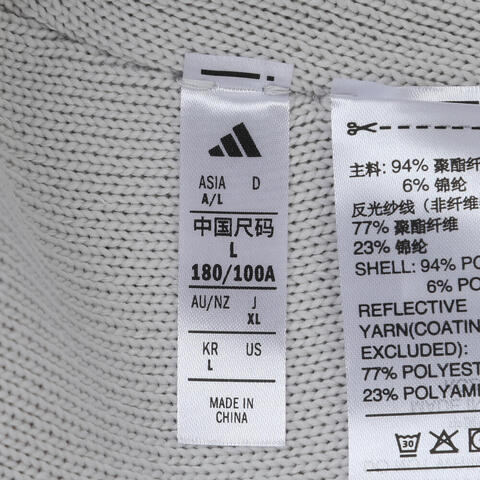 ASIA D
A/L
中国尺码
L
180/100A
AU/NZ J
XL
KR US
L
MADE IN
CHINA
主料: 94% 聚酯纤
6% 锦纶
反光纱线 (非纤维
77% 聚酯纤维
23% 锦纶
SHELL: 94% PO
6% PO
REFLECTIVE
YARN(COATIN
EXCLUDED):
77% POLYEST
23% POLYAM
30